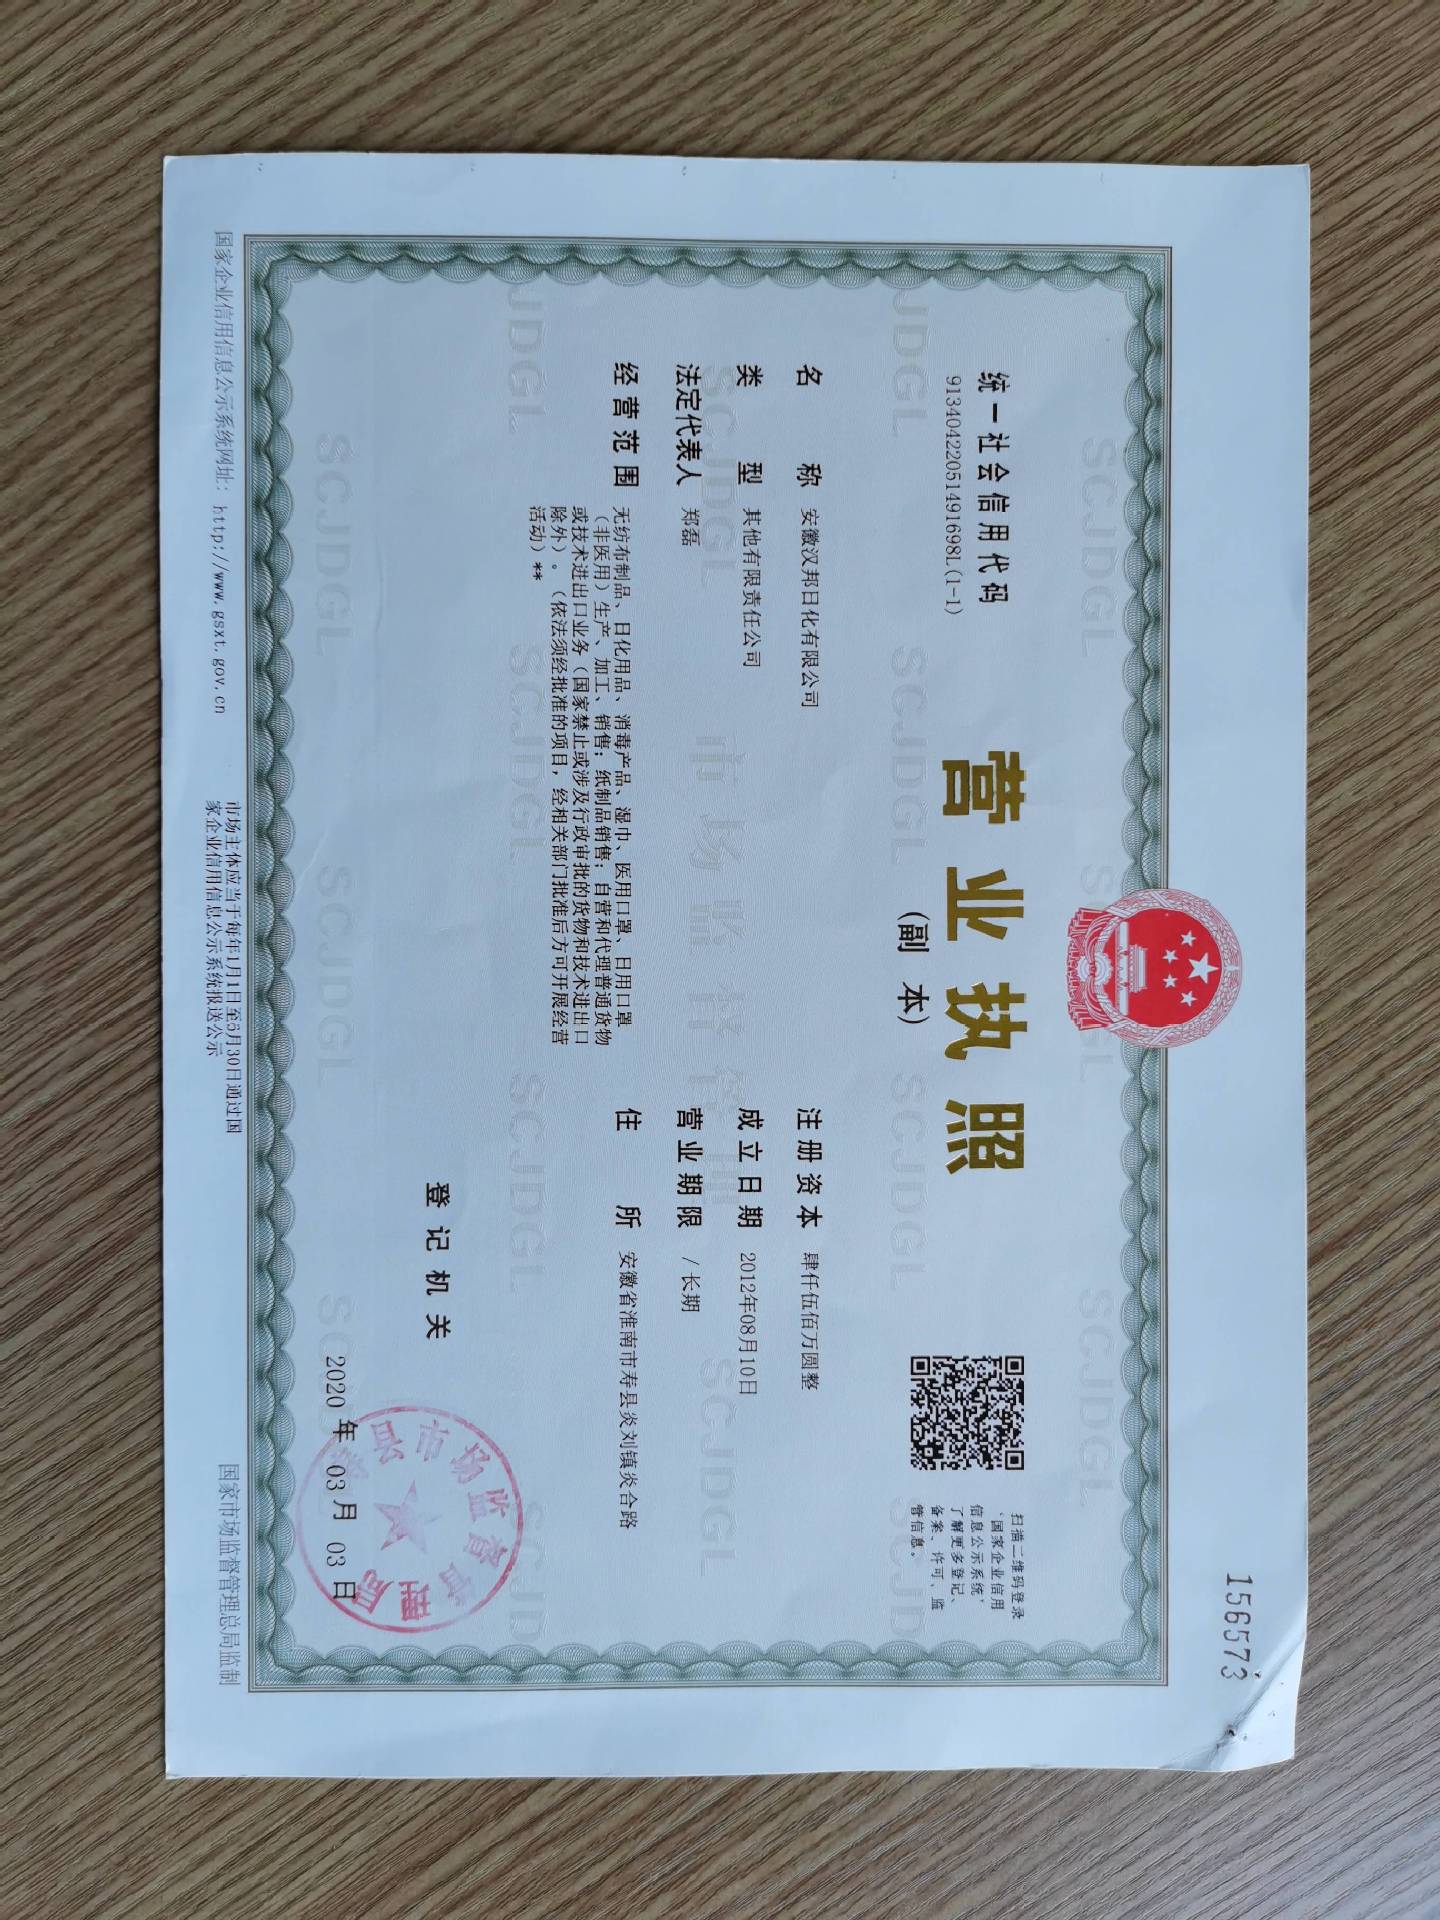 156573
统一社会信用代码
91340422051491698L(1-1)
营业执照
(副 本)
扫描二维码登录
‘国家企业信用
信息公示系统’
了解更多登记、
备案、许可、监
管信息。
名 称 安徽汉邦日化有限公司
类 型 其他有限责任公司
法定代表人 郑磊
经营范围 无纺布制品、日化用品、消毒产品、湿巾、医用口罩、日用口罩
（非医用）生产、加工、销售；纸制品销售；自营和代理普通货物
或技术进出口业务（国家禁止或涉及行政审批的货物和技术进出口
除外）。（依法须经批准的项目，经相关部门批准后方可开展经营
活动）**
注册资本 肆仟伍佰万圆整
成立日期 2012年08月10日
营业期限 / 长期
住 所 安徽省淮南市寿县炎刘镇炎合路
登记机关
县市场监督管理局
2020 年 03 月 03 日
国家企业信用信息公示系统网址：http://www.gsxt.gov.cn
市场主体应当于每年1月1日至6月30日通过国
家企业信用信息公示系统报送公示
国家市场监督管理总局监制
SCJDGL
市场监督管理